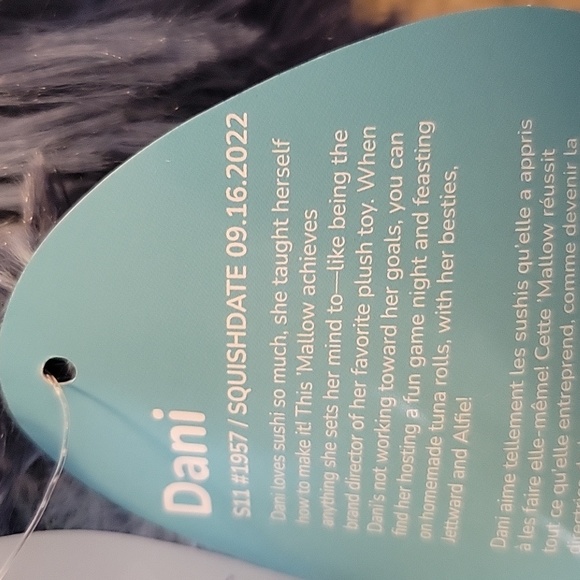 Dani
S11 #1957 / SQUISHDATE 09.16.2022
Dani loves sushi so much, she taught herself
how to make it! This 'Mallow achieves
anything she sets her mind to—like being the
brand director of her favorite plush toy. When
Dani's not working toward her goals, you can
find her hosting a fun game night and feasting
on homemade tuna rolls, with her besties,
Jettward and Alfie!
Dani aime tellement les sushis qu'elle a appris
à les faire elle-même! Cette 'Mallow réussit
tout ce qu'elle entreprend, comme devenir la